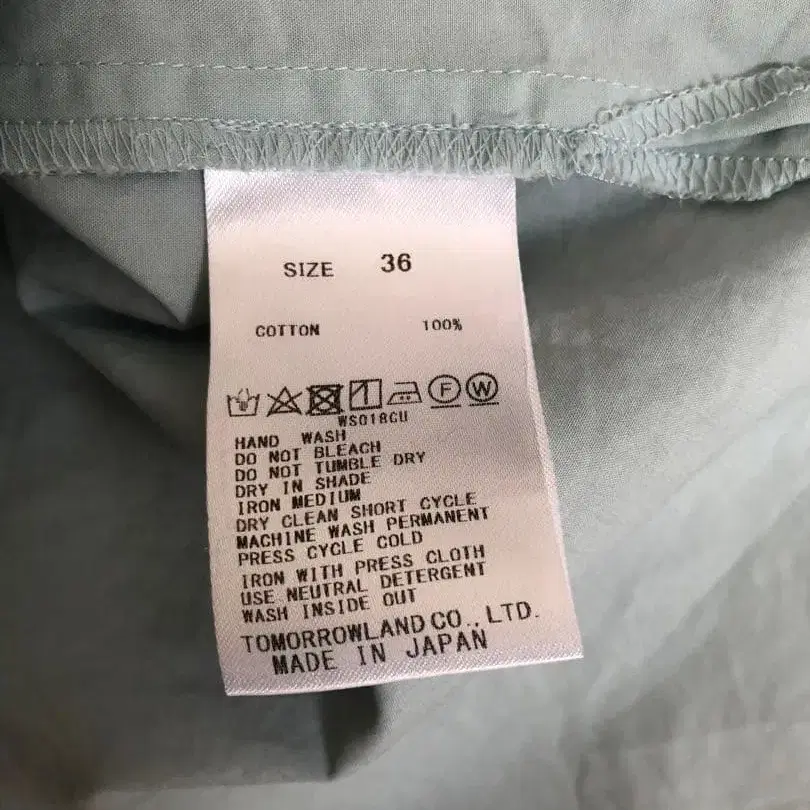 SIZE 36
COTTON 100%
F W
WS018CU
HAND WASH
DO NOT BLEACH
DO NOT TUMBLE DRY
DRY IN SHADE
IRON MEDIUM
DRY CLEAN SHORT CYCLE
MACHINE WASH PERMANENT
PRESS CYCLE COLD
IRON WITH PRESS CLOTH
USE NEUTRAL DETERGENT
WASH INSIDE OUT
TOMORROWLAND CO., LTD.
MADE IN JAPAN